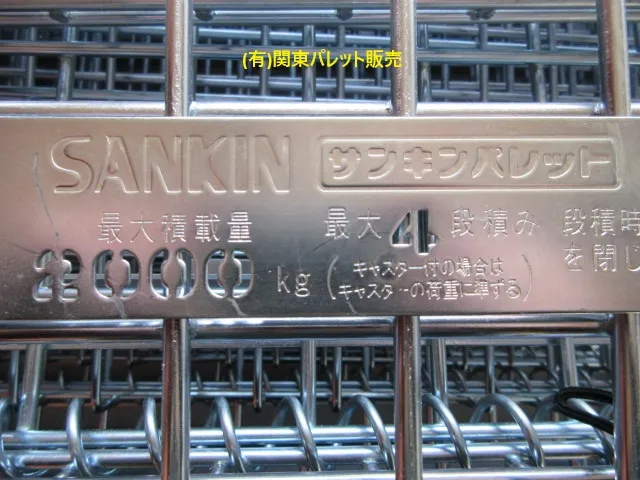 (有)関東パレット販売
SANKIN サンキンパレット
最大積載量 最大4段積み 段積時
2000kg (キャスター付の場合は を閉じ
キャスターの荷重に準ずる)